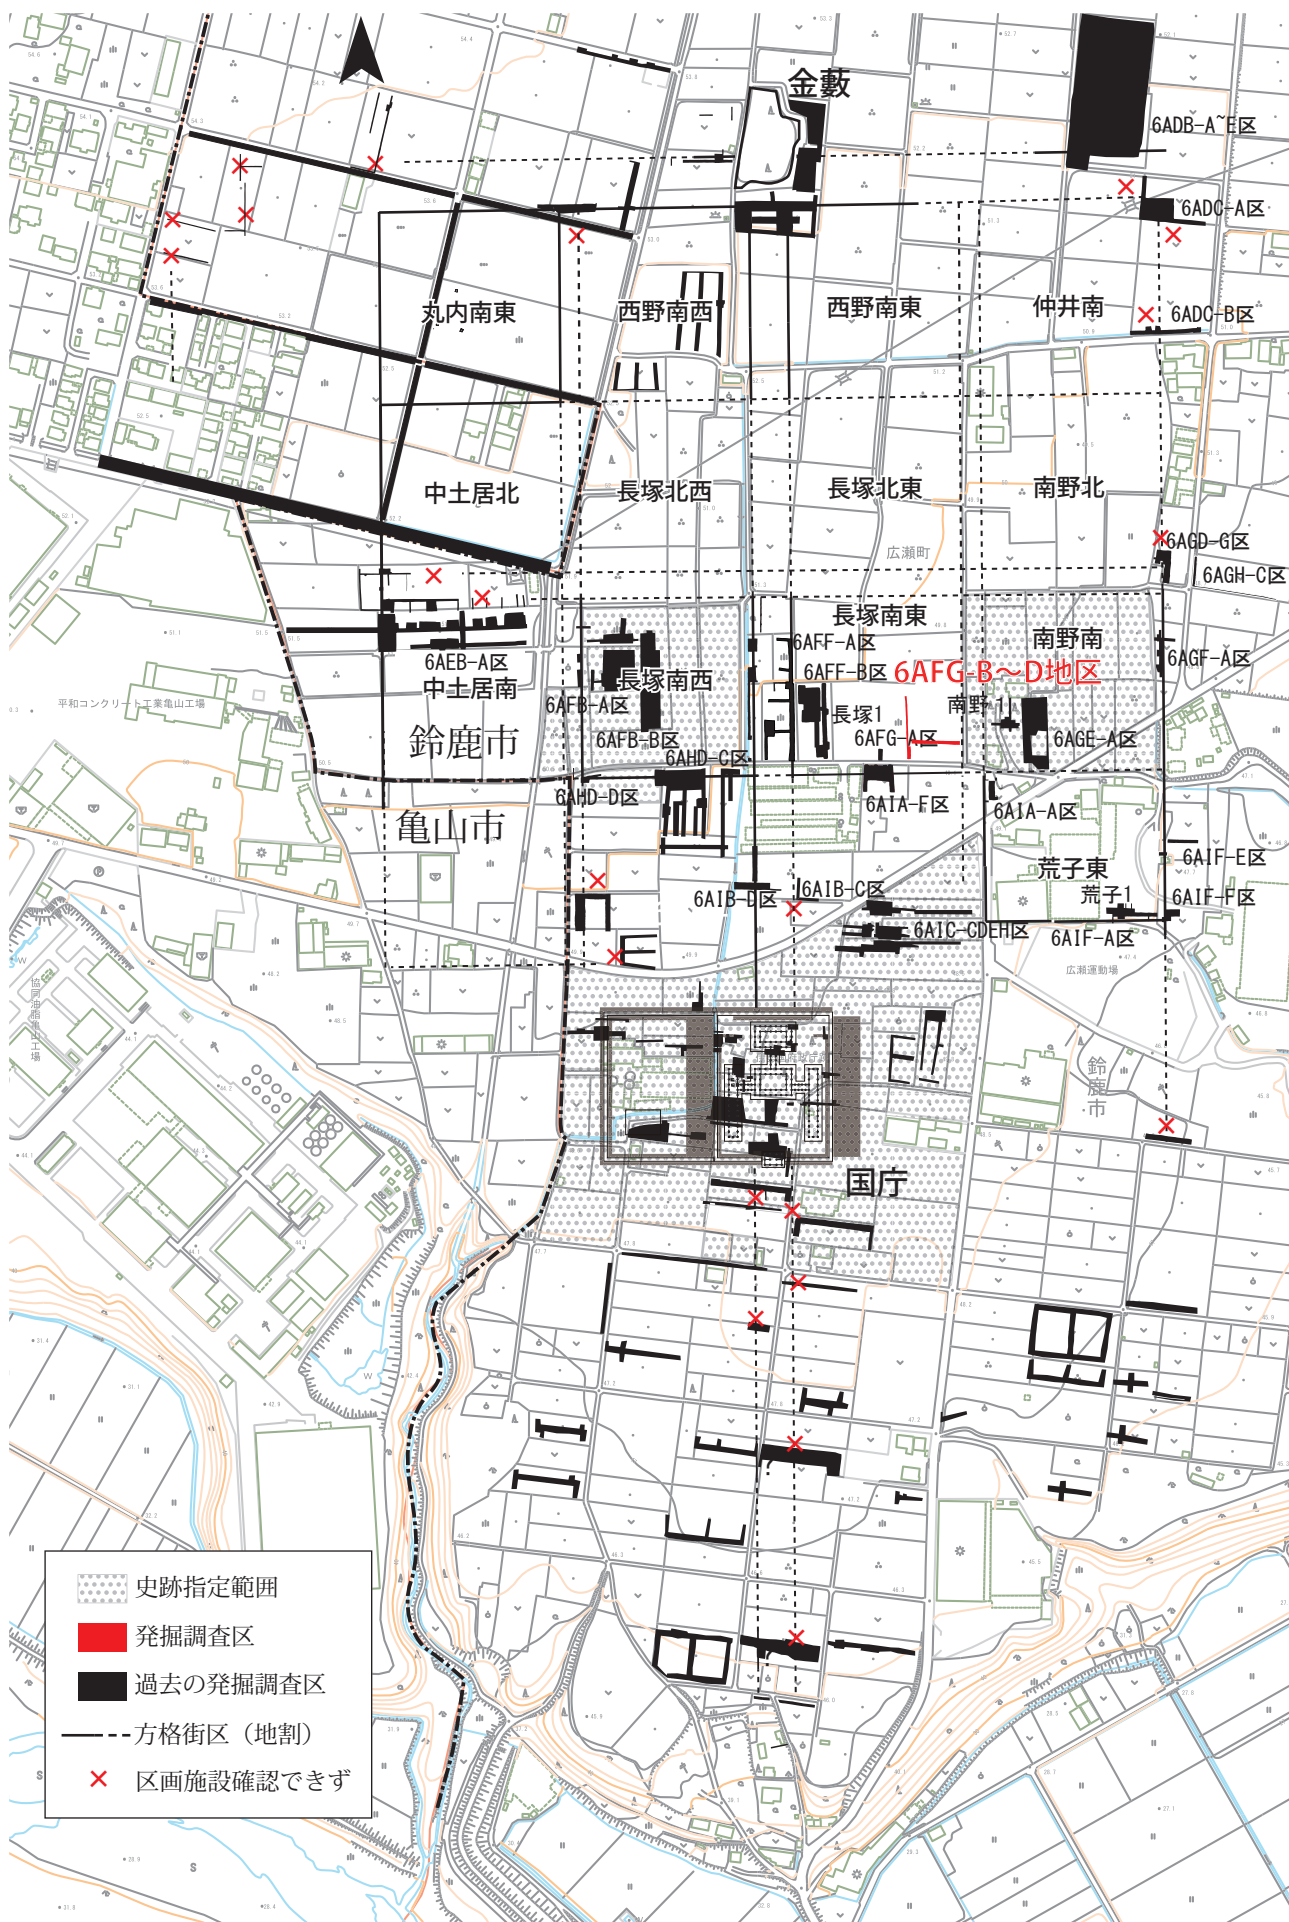 金藪
6ADB-A~E区
6ADC-A区
丸内南東
西野南西
西野南東
仲井南
6ADC-B区
中土居北
長塚北西
長塚北東
南野北
広瀬町
6AGD-G区
6AGH-C区
長塚南東
南野南
6AFF-A区
6AGF-A区
6AEB-A区
6AFF-B区
6AFG-B～D地区
中土居南
長塚南西
6AFB-A区
南野1
平和コンクリート工業亀山工場
長塚1
鈴鹿市
6AFB-B区
6AFG-A区
6AGE-A区
6AHD-C区
6AHD-D区
6AIA-F区
6AIA-A区
亀山市
6AIF-E区
荒子東
6AIB-D区
6AIB-C区
荒子1
6AIF-F区
6AIC-CDEH区
6AIF-A区
広瀬運動場
協同油脂亀山工場
鈴鹿市
国庁
史跡指定範囲
発掘調査区
過去の発掘調査区
方格街区（地割）
区画施設確認できず